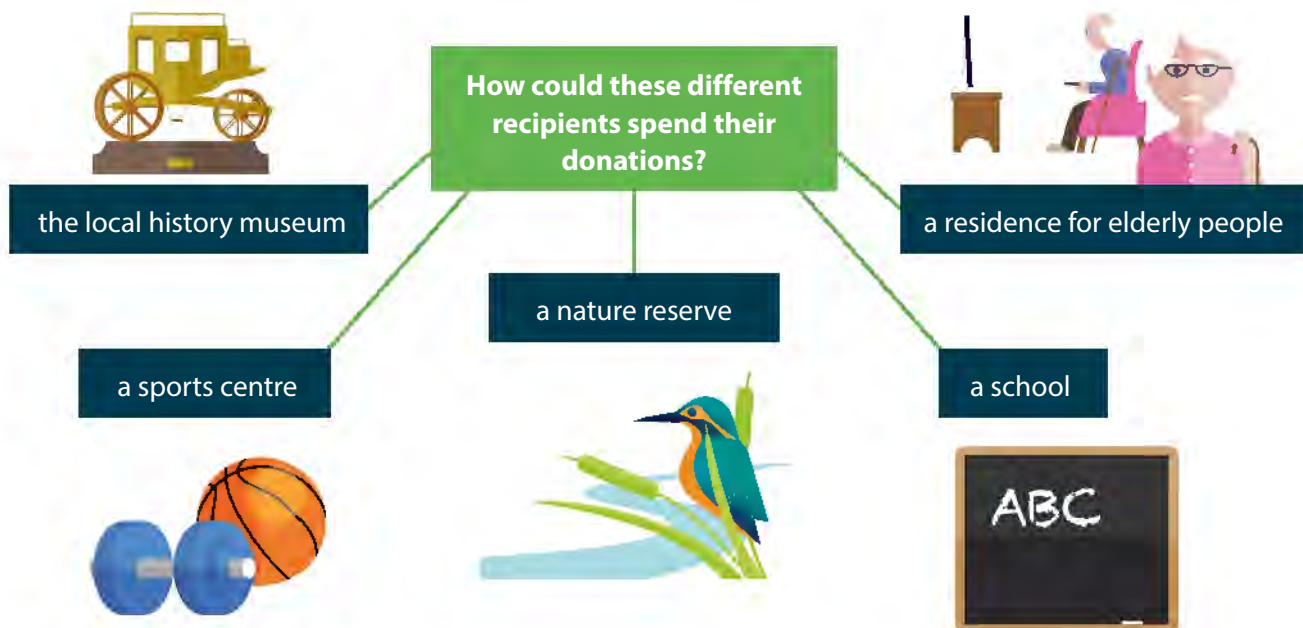 How could these different
recipients spend their
donations?
the local history museum
a residence for elderly people
a nature reserve
a sports centre
a school
ABC